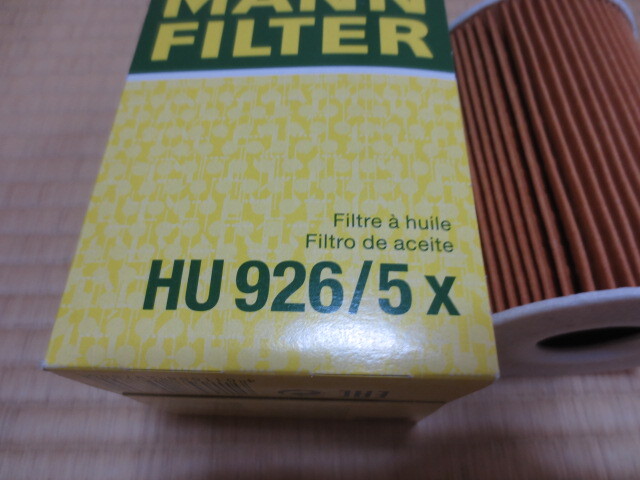 MANN
FILTER
Filtre à huile
Filtro de aceite
HU 926/5 x